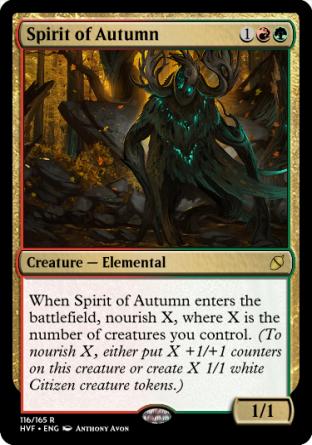 Spirit of Autumn 1
Creature — Elemental
When Spirit of Autumn enters the
battlefield, nourish X, where X is the
number of creatures you control. (To
nourish X, either put X +1/+1 counters
on this creature or create X 1/1 white
Citizen creature tokens.)
1/1
116/165 R
HVF • ENG Anthony Avon